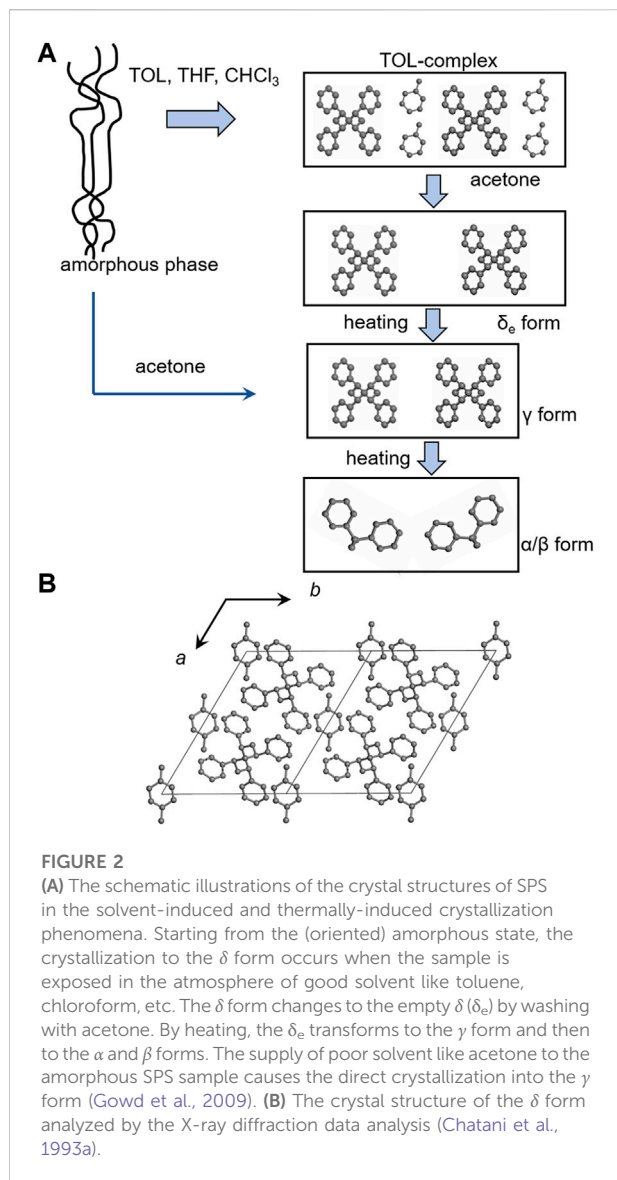 A
TOL, THF, CHCl₃
TOL-complex
acetone
amorphous phase
heating
δₑ form
acetone
γ form
heating
α/β form
B
b
a
FIGURE 2
(A) The schematic illustrations of the crystal structures of SPS
in the solvent-induced and thermally-induced crystallization
phenomena. Starting from the (oriented) amorphous state, the
crystallization to the δ form occurs when the sample is
exposed in the atmosphere of good solvent like toluene,
chloroform, etc. The δ form changes to the empty δ (δₑ) by washing
with acetone. By heating, the δₑ transforms to the γ form and then
to the α and β forms. The supply of poor solvent like acetone to the
amorphous SPS sample causes the direct crystallization into the γ
form (Gowd et al., 2009). (B) The crystal structure of the δ form
analyzed by the X-ray diffraction data analysis (Chatani et al.,
1993a).